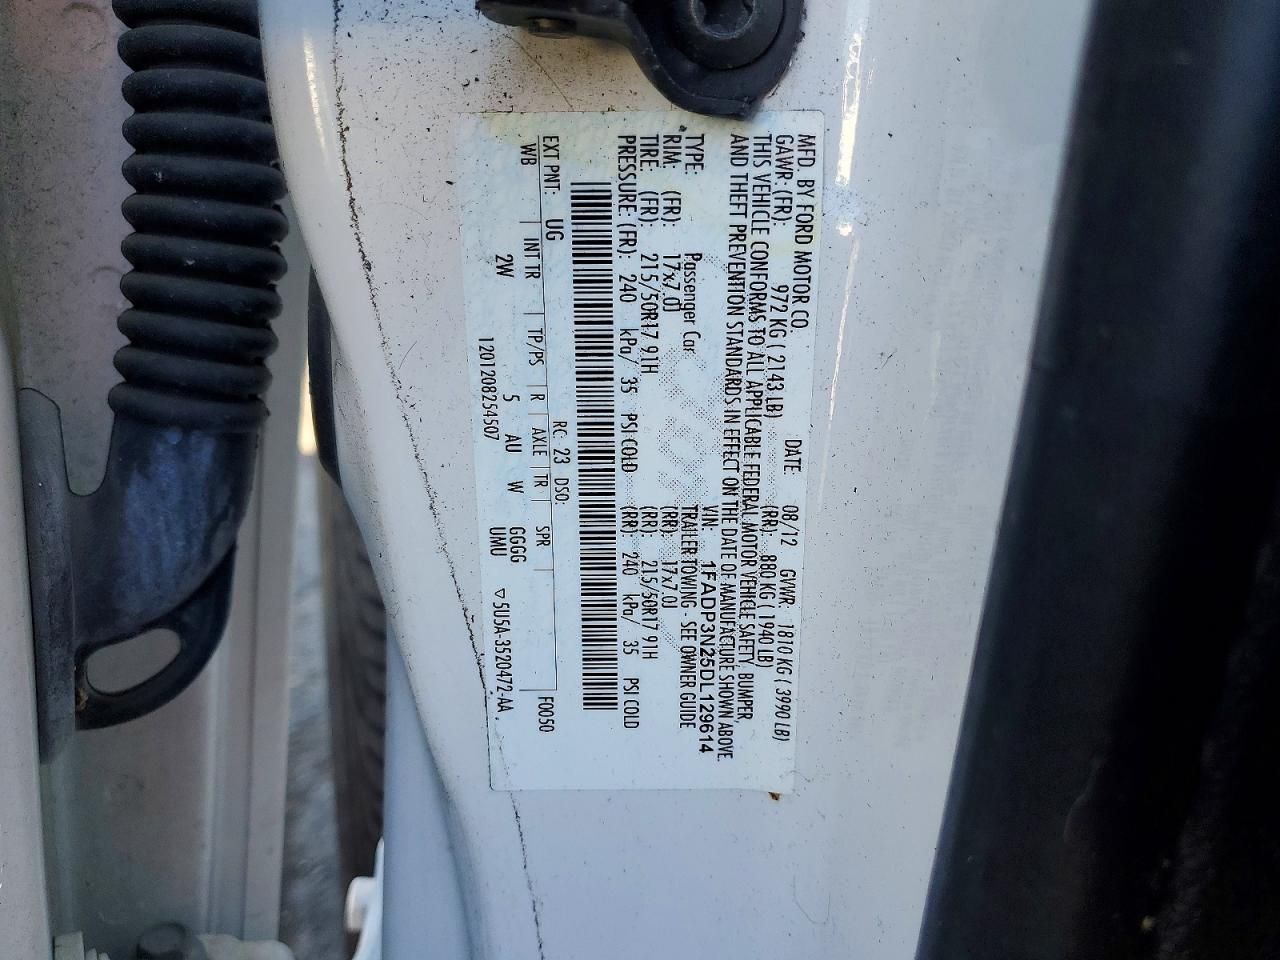 MFD. BY FORD MOTOR CO.
DATE 08/12 GVWR: 1810 KG ( 3990 LB)
GAWR: (FR): 972 KG ( 2143 LB) (RR): 880 KG ( 1940 LB)
THIS VEHICLE CONFORMS TO ALL APPLICABLE FEDERAL MOTOR VEHICLE SAFETY, BUMPER,
AND THEFT PREVENTION STANDARDS IN EFFECT ON THE DATE OF MANUFACTURE SHOWN ABOVE.
VIN: 1FADP3N25DL129614
TYPE: Passenger Car TRAILER TOWING - SEE OWNER GUIDE
RIM: (FR): 17x7.0J (RR): 17x7.0J
TIRE: (FR): 215/50R17 91H (RR): 215/50R17 91H
PRESSURE: (FR): 240 kPa/ 35 PSI COLD (RR): 240 kPa/ 35 PSI COLD
RC: 23 DSO: F0050
EXT PNT: UG
WB INT TR TP/PS R AXLE TR SPR
2W 5 AU W GGGG
UMU
1201208254507 ▽5U5A-3520472-AA